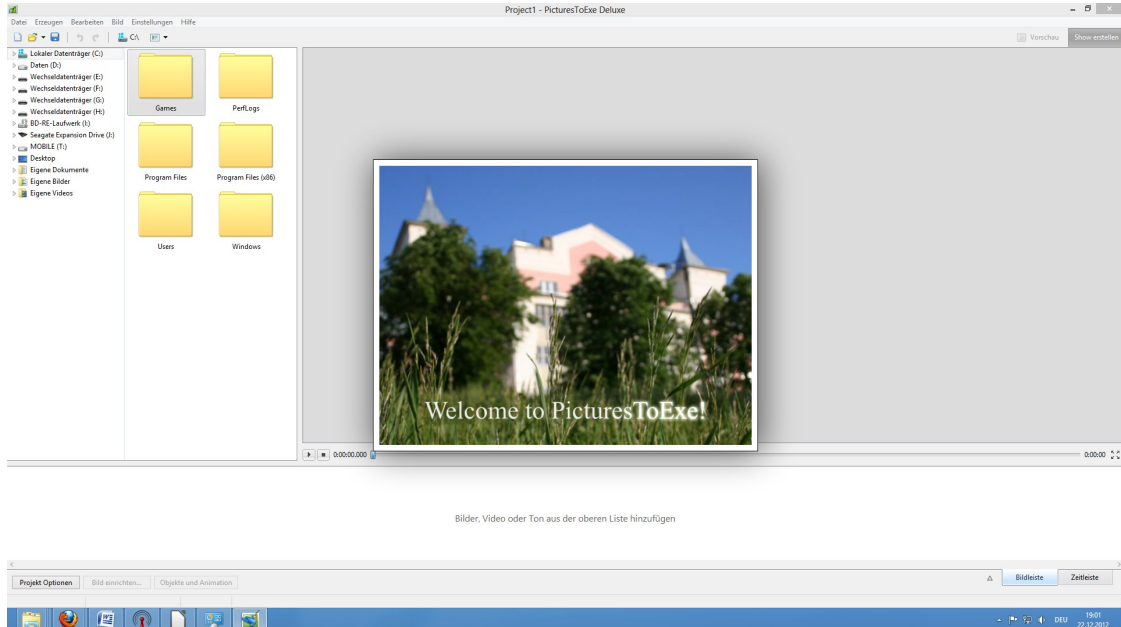 Project1 - PicturesToExe Deluxe
Datei Erzeugen Bearbeiten Bild Einstellungen Hilfe
C:\
Vorschau
Show erstellen
Lokaler Datenträger (C:)
Daten (D:)
Wechseldatenträger (E:)
Wechseldatenträger (F:)
Wechseldatenträger (G:)
Wechseldatenträger (H:)
BD-RE-Laufwerk (I:)
Seagate Expansion Drive (J:)
MOBILE (T:)
Desktop
Eigene Dokumente
Eigene Bilder
Eigene Videos
Games
PerfLogs
Program Files
Program Files (x86)
Users
Windows
Welcome to PicturesToExe!
0:00:00.000
0:00:00
Bilder, Video oder Ton aus der oberen Liste hinzufügen
Projekt Optionen
Bild einrichten...
Objekte und Animation
Bildleiste
Zeitleiste
DEU
19:01
22.12.2012